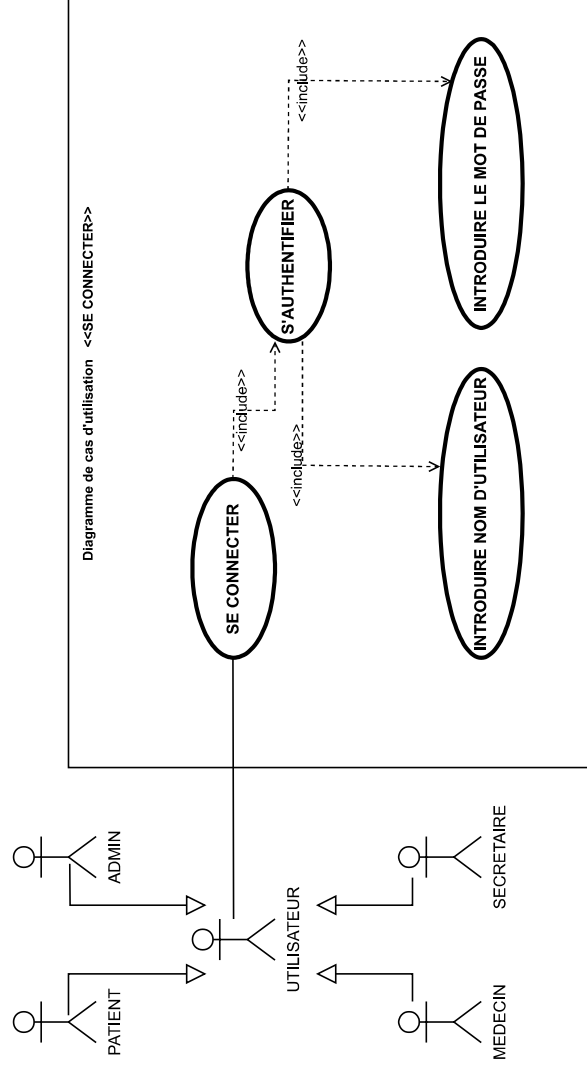 Diagramme de cas d'utilisation <<SE CONNECTER>>
PATIENT
ADMIN
UTILISATEUR
MEDECIN
SECRETAIRE
SE CONNECTER
<<include>>
S'AUTHENTIFIER
<<include>>
<<include>>
INTRODUIRE NOM D'UTILISATEUR
INTRODUIRE LE MOT DE PASSE